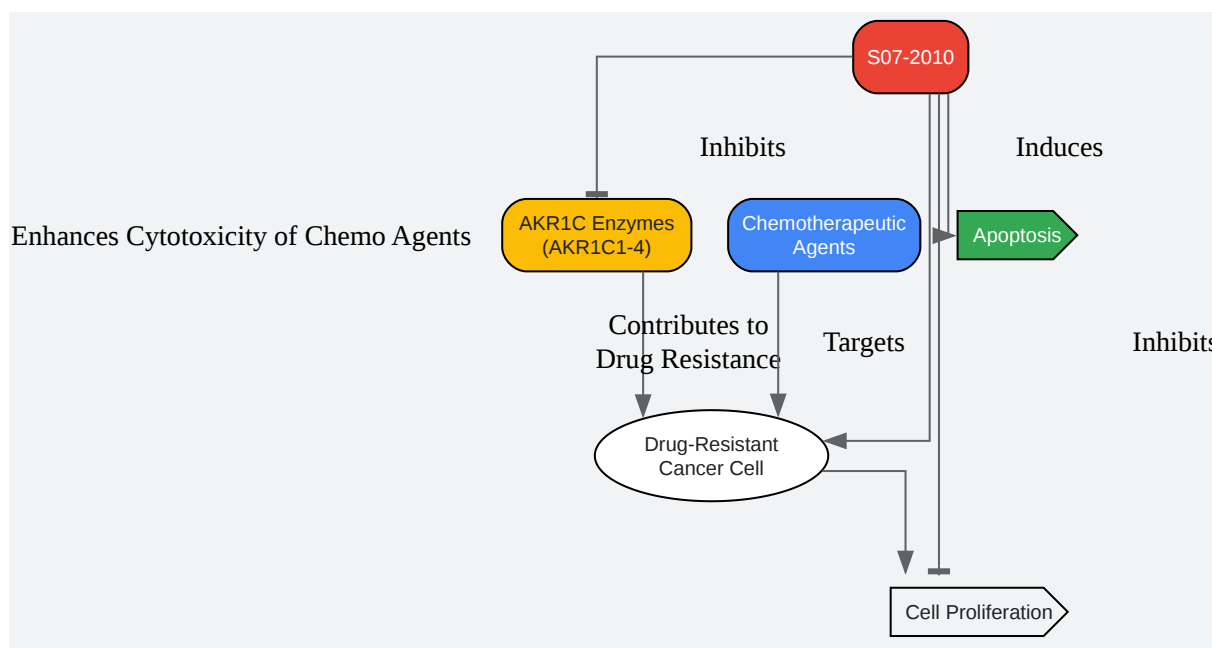 S07-2010
Inhibits
Induces
Enhances Cytotoxicity of Chemo Agents
AKR1C Enzymes
(AKR1C1-4)
Chemotherapeutic
Agents
Apoptosis
Contributes to
Drug Resistance
Targets
Inhibits
Drug-Resistant
Cancer Cell
Cell Proliferation